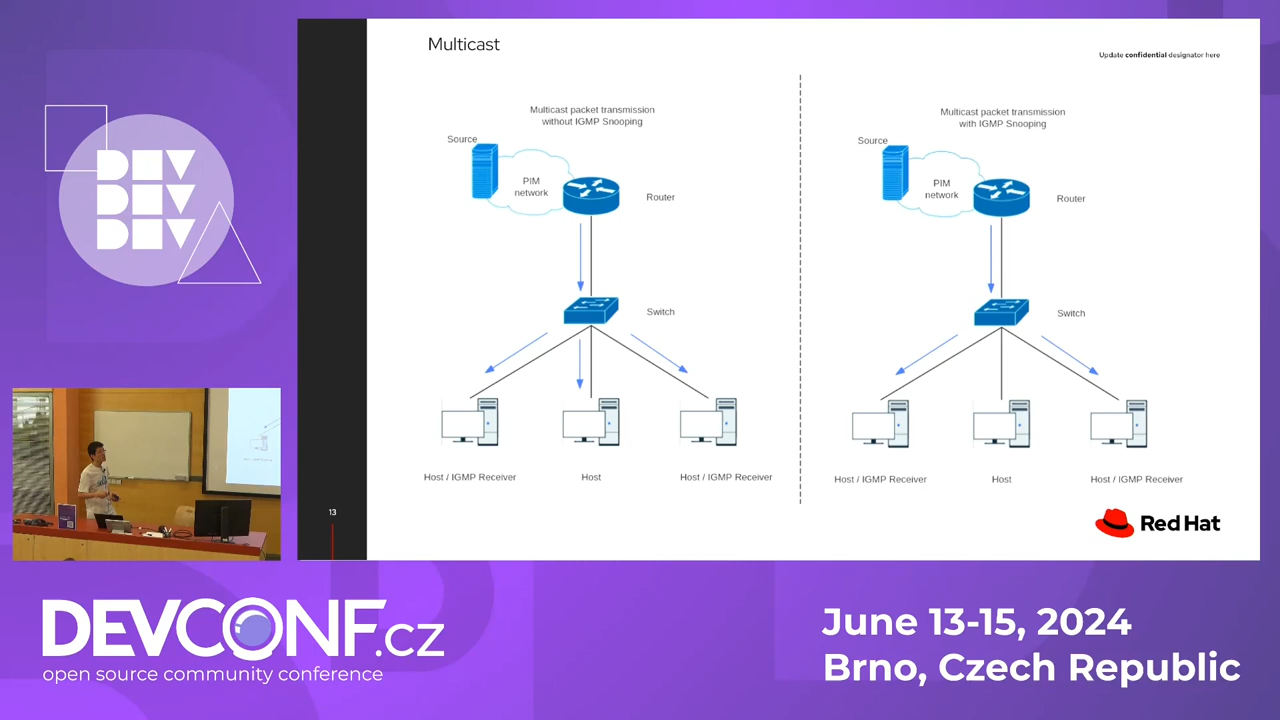 DEV
DEV
DEV
Multicast
Update confidential designator here
Multicast packet transmission
without IGMP Snooping
Source
PIM
network
Router
Switch
Host / IGMP Receiver
Host
Host / IGMP Receiver
Multicast packet transmission
with IGMP Snooping
Source
PIM
network
Router
Switch
Host / IGMP Receiver
Host
Host / IGMP Receiver
13
Red Hat
DEVCONF.cz
open source community conference
June 13-15, 2024
Brno, Czech Republic